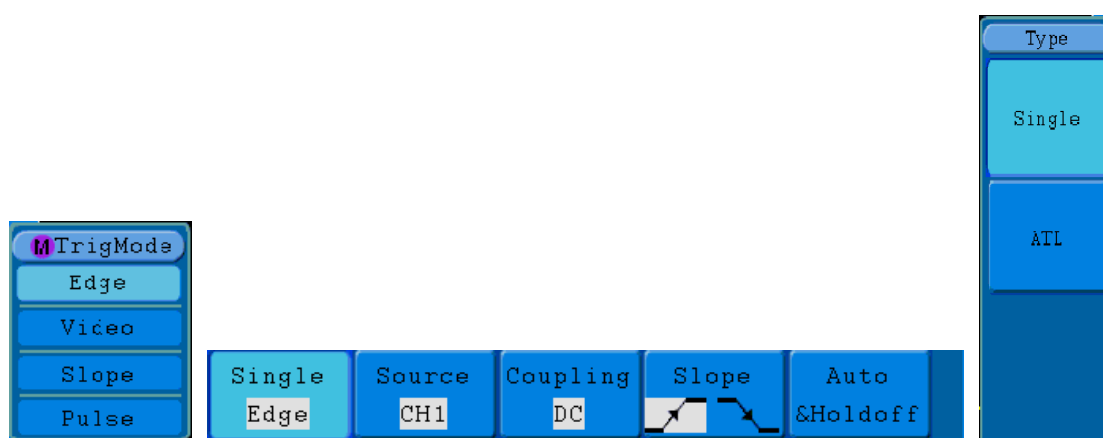 M TrigMode
Edge
Video
Slope
Pulse
Single Source Coupling Slope Auto
Edge CH1 DC &Holdoff
Type
Single
ATL